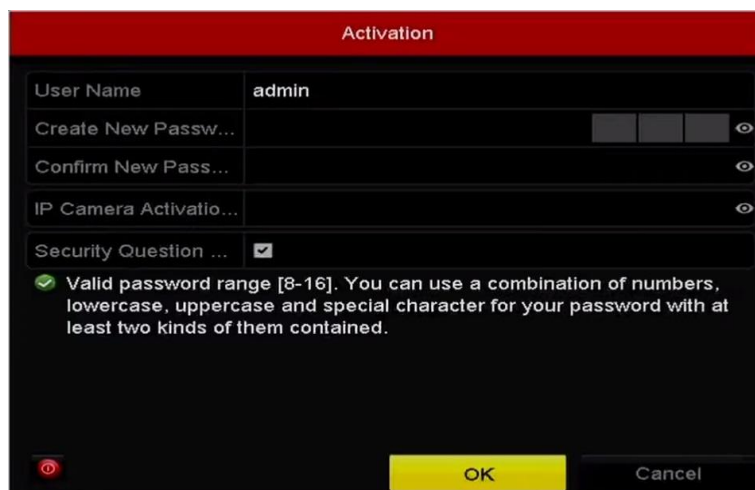 Activation
User Name admin
Create New Passw...
Confirm New Pass...
IP Camera Activatio...
Security Question ...
Valid password range [8-16]. You can use a combination of numbers,
lowercase, uppercase and special character for your password with at
least two kinds of them contained.
OK Cancel